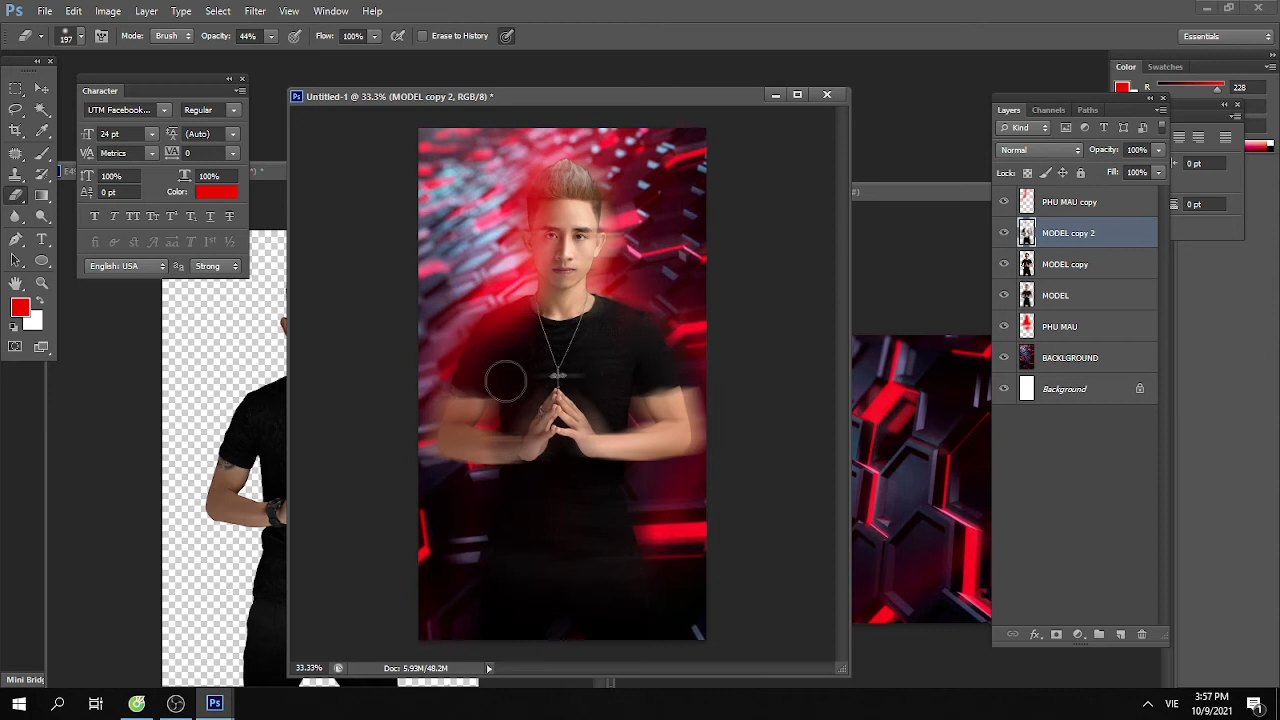 Ps File Edit Image Layer Type Select Filter View Window Help
197 Mode: Brush Opacity: 44% Flow: 100% Erase to History Essentials
Character
UTM Facebook... Regular
24 pt (Auto)
Metrics 0
100% 100%
0 pt Color:
English: USA Strong
Untitled-1 @ 33.3% (MODEL copy 2, RGB/8) *
33.33% Doc: 5.93M/48.2M
Color Swatches
R 228
Layers Channels Paths
Kind
Normal Opacity: 100%
Lock: Fill: 100%
PHU MAU copy
MODEL copy 2
MODEL copy
MODEL
PHU MAU
BACKGROUND
Background
0 pt
0 pt
Mini Bridg
VIE
3:57 PM
10/9/2021